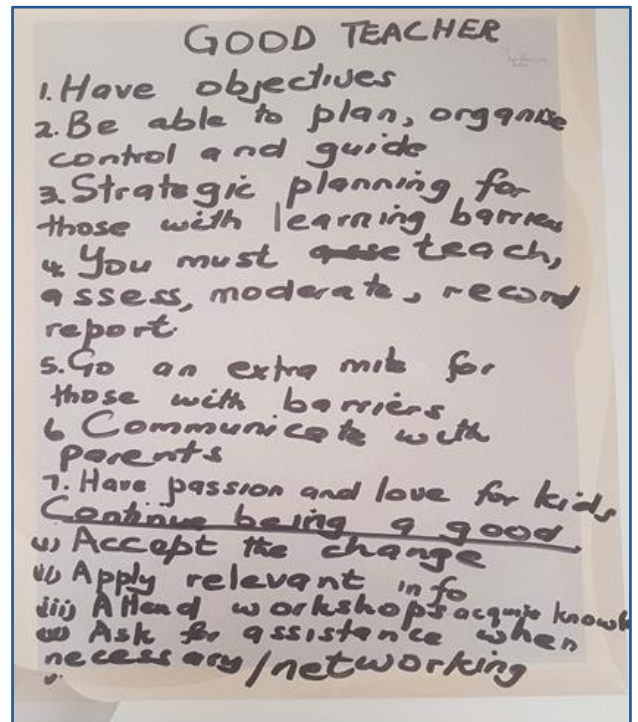 GOOD TEACHER
1. Have objectives
2. Be able to plan, organise
control and guide
3. Strategic planning for
those with learning barriers
4. You must teach,
assess, moderate, record
report.
5. Go an extra mile for
those with barriers
6 Communicate with
parents
7. Have passion and love for kids
Continue being a good
i) Accept the change
ii) Apply relevant info
iii) Attend workshops acquire
iv) Ask for assistance when
necessary/networking
v.